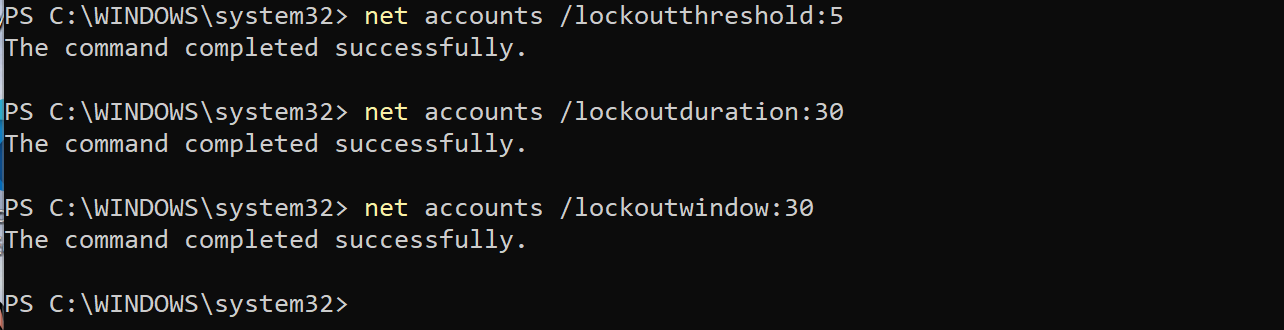 PS C:\WINDOWS\system32> net accounts /lockoutthreshold:5
The command completed successfully.
PS C:\WINDOWS\system32> net accounts /lockoutduration:30
The command completed successfully.
PS C:\WINDOWS\system32> net accounts /lockoutwindow:30
The command completed successfully.
PS C:\WINDOWS\system32>